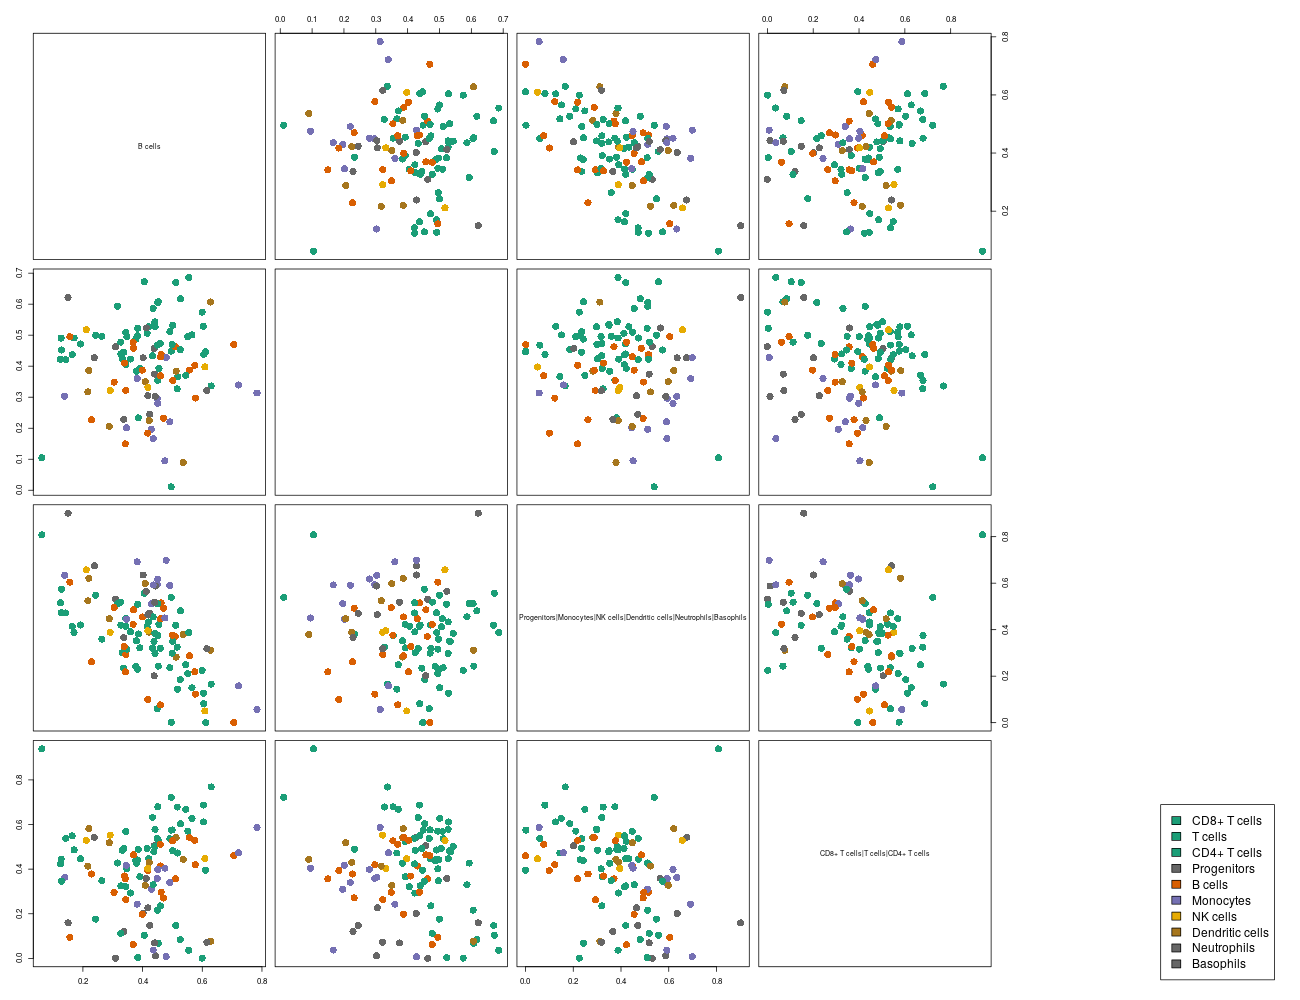 0.0 0.1 0.2 0.3 0.4 0.5 0.6 0.7
0.0 0.2 0.4 0.6 0.8
B cells
0.2 0.4 0.6 0.8
0.0 0.1 0.2 0.3 0.4 0.5 0.6 0.7
Progenitors|Monocytes|NK cells|Dendritic cells|Neutrophils|Basophils
0.0 0.2 0.4 0.6 0.8
CD8+ T cells|T cells|CD4+ T cells
0.0 0.2 0.4 0.6 0.8
0.2 0.4 0.6 0.8
0.0 0.2 0.4 0.6 0.8
CD8+ T cells
T cells
CD4+ T cells
Progenitors
B cells
Monocytes
NK cells
Dendritic cells
Neutrophils
Basophils